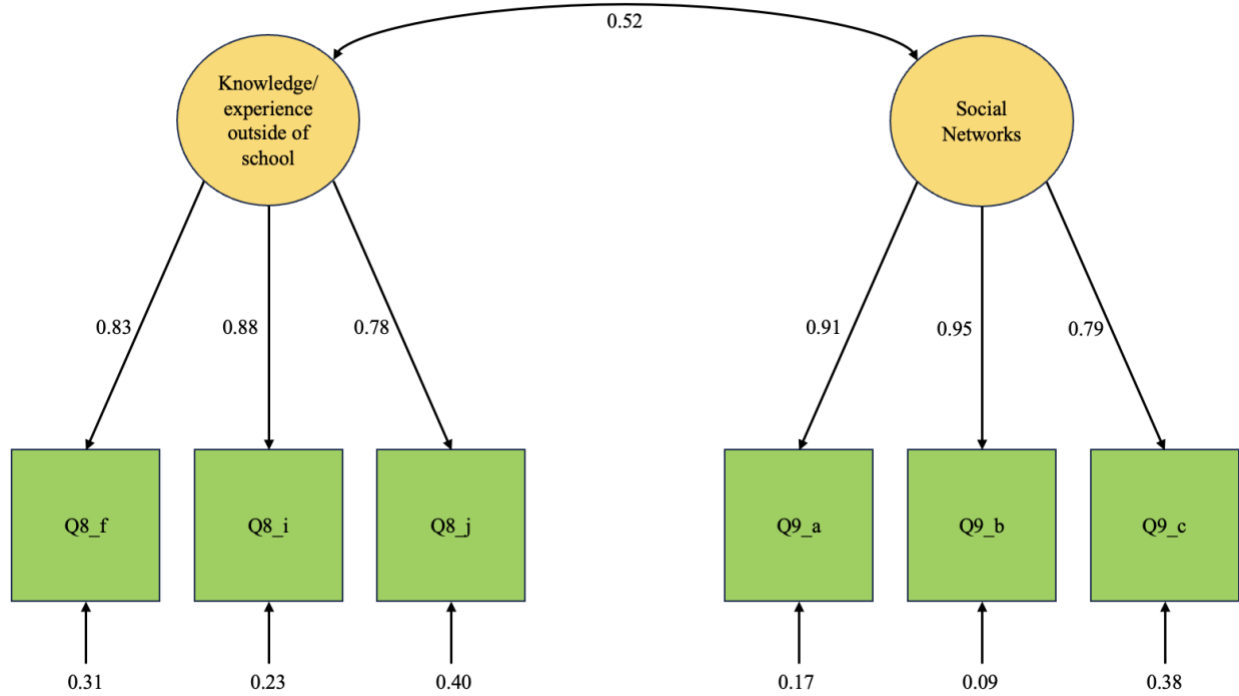 0.52
Knowledge/
experience
outside of
school
Social
Networks
0.83
0.88
0.78
0.91
0.95
0.79
Q8_f
Q8_i
Q8_j
Q9_a
Q9_b
Q9_c
0.31
0.23
0.40
0.17
0.09
0.38